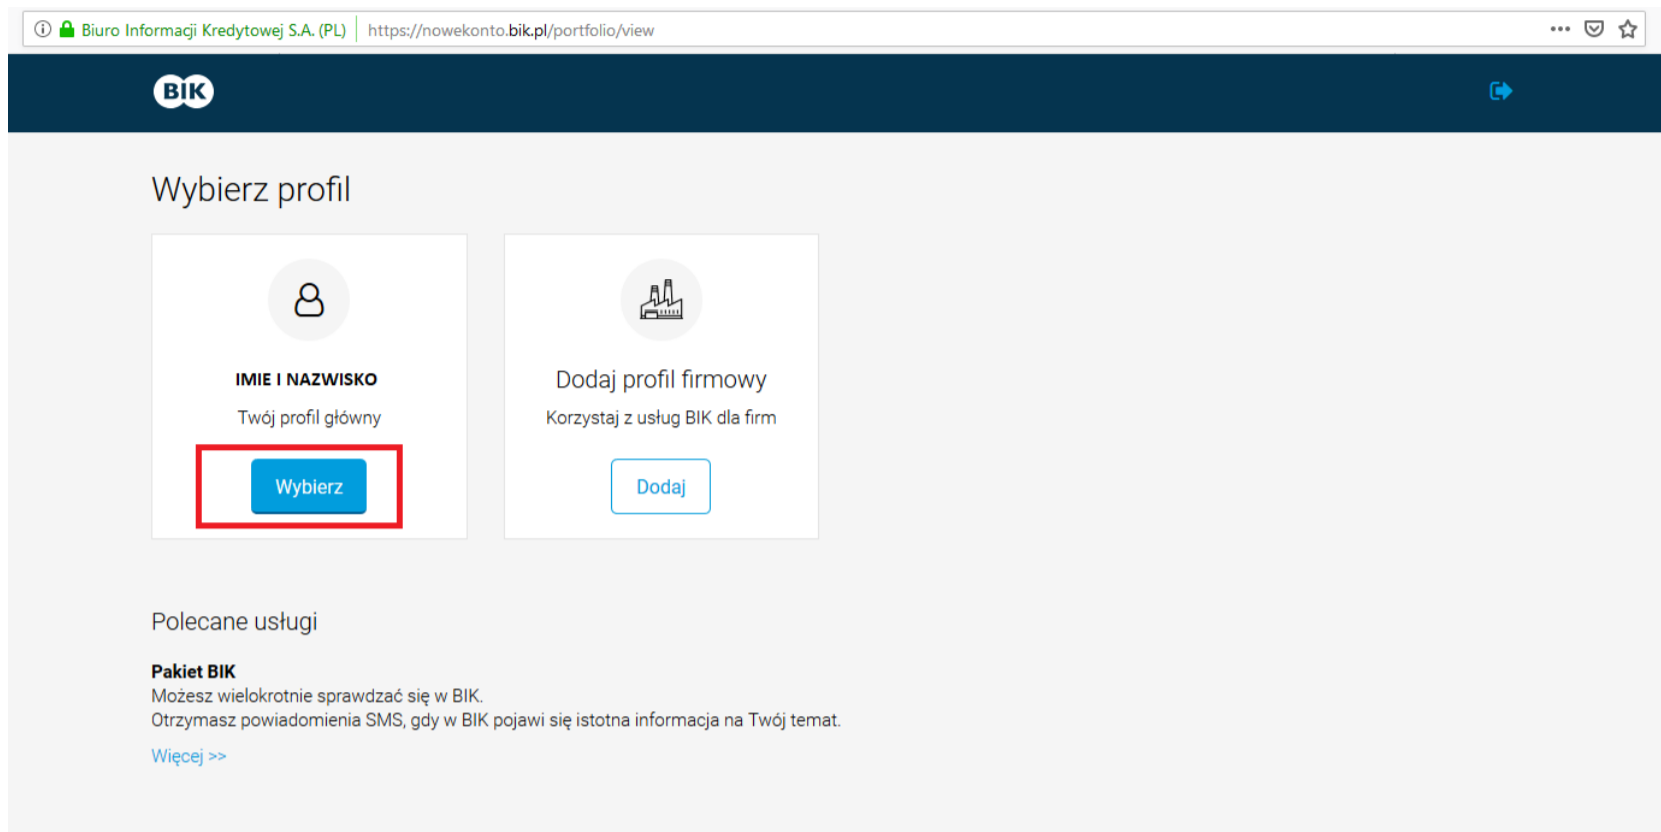 Biuro Informacji Kredytowej S.A. (PL) https://nowekonto.bik.pl/portfolio/view
BIK
Wybierz profil
IMIE I NAZWISKO
Twój profil główny
Wybierz
Dodaj profil firmowy
Korzystaj z usług BIK dla firm
Dodaj
Polecane usługi
Pakiet BIK
Możesz wielokrotnie sprawdzać się w BIK.
Otrzymasz powiadomienia SMS, gdy w BIK pojawi się istotna informacja na Twój temat.
Więcej >>